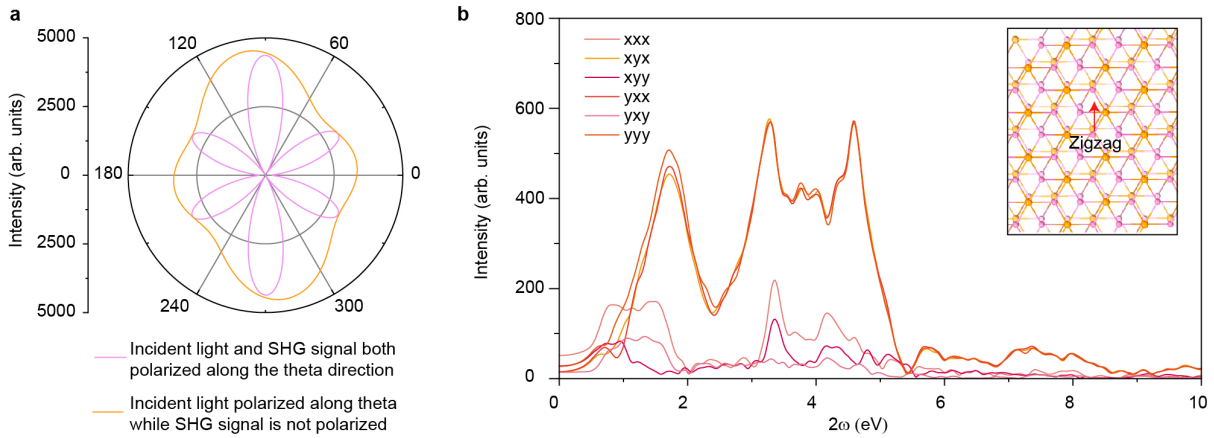 a
5000
2500
0
2500
5000
Intensity (arb. units)
120
60
180
0
240
300
Incident light and SHG signal both
polarized along the theta direction
Incident light polarized along theta
while SHG signal is not polarized
b
800
600
400
200
0
Intensity (arb. units)
xxx
xyx
xyy
yxx
yxy
yyy
Zigzag
0
2
4
6
8
10
2ω (eV)